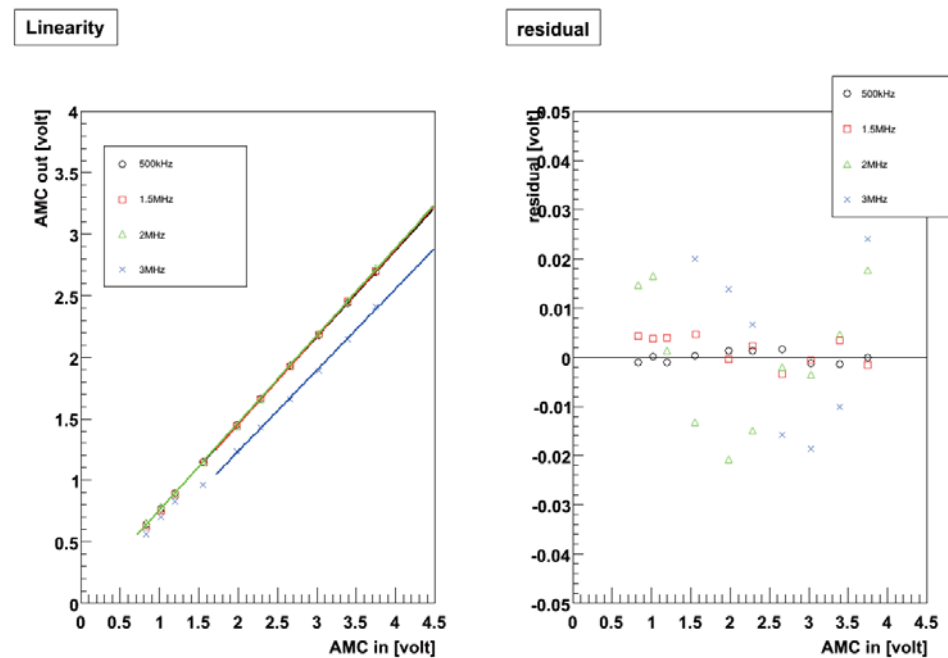 Linearity
AMC out [volt]
4
3.5
3
2.5
2
1.5
1
0.5
0
500kHz
1.5MHz
2MHz
3MHz
0 0.5 1 1.5 2 2.5 3 3.5 4 4.5
AMC in [volt]
residual
residual [volt]
0.05
0.04
0.03
0.02
0.01
0
-0.01
-0.02
-0.03
-0.04
-0.05
500kHz
1.5MHz
2MHz
3MHz
0 0.5 1 1.5 2 2.5 3 3.5 4 4.5
AMC in [volt]